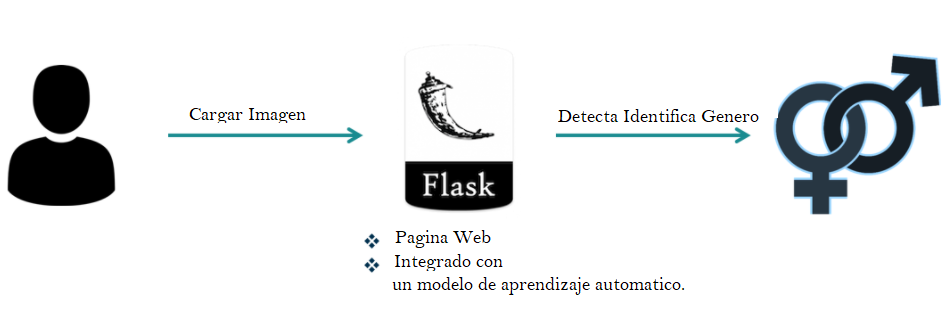 Cargar Imagen
Detecta Identifica Genero
Flask
Pagina Web
Integrado con
un modelo de aprendizaje automatico.